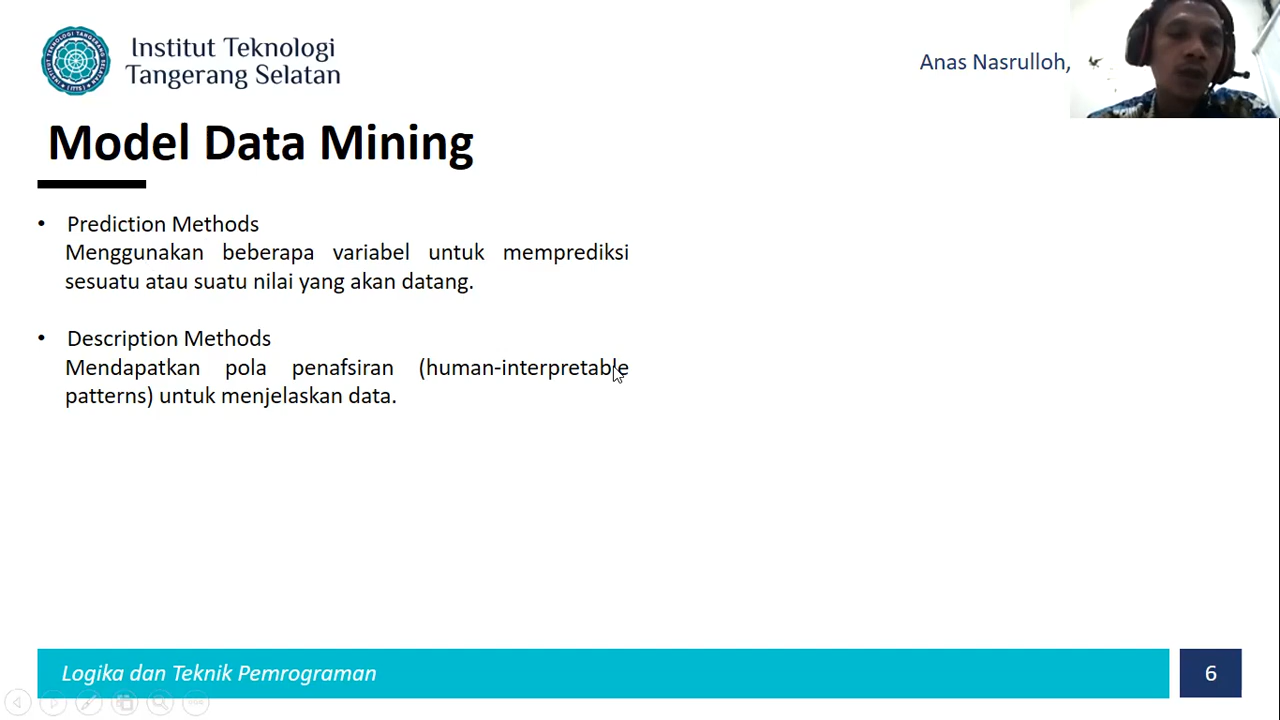 Institut Teknologi
Tangerang Selatan
Anas Nasrulloh,
Model Data Mining
• Prediction Methods
Menggunakan beberapa variabel untuk memprediksi
sesuatu atau suatu nilai yang akan datang.
• Description Methods
Mendapatkan pola penafsiran (human-interpretable
patterns) untuk menjelaskan data.
Logika dan Teknik Pemrograman
6